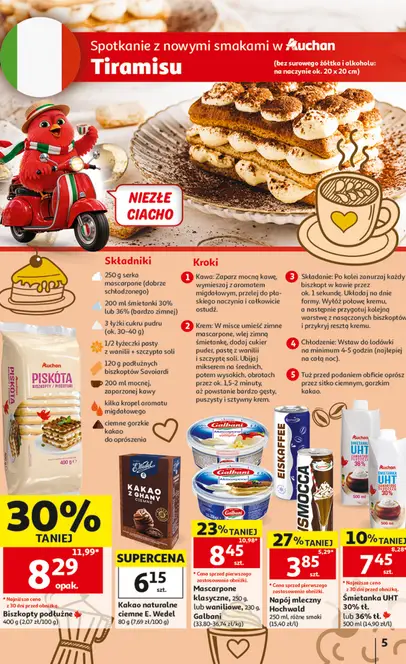 Spotkanie z nowymi smakami w Auchan
Tiramisu
(bez surowego żółtka i alkoholu:
na naczynie ok. 20 x 20 cm)
NIEZŁE
CIACHO
Składniki
250 g serka
mascarpone (dobrze
schłodzonego)
200 ml śmietanki 30%
lub 36% (bardzo zimnej)
3 łyżki cukru pudru
(ok. 30-40 g)
1/2 łyżeczki pasty
z wanilii + szczypta soli
120 g podłużnych
biszkoptów Savoiardi
200 ml mocnej,
zaparzonej kawy
kilka kropel aromatu
migdałowego
ciemne gorzkie
kakao
do oprószenia
Kroki
1 Kawa: Zaparz mocną kawę,
wymieszaj z aromatem
migdałowym, przelej do pła-
skiego naczynia i całkowicie
ostudź.
2 Krem: W misce umieść zimne
mascarpone, wlej zimną
śmietankę, dodaj cukier
puder, pastę z wanilii
i szczyptę soli. Ubijaj
mikserem na średnich,
potem wysokich, obrotach
przez ok. 1,5-2 minuty,
aż powstanie bardzo gęsty,
puszysty i sztywny krem.
3 Składanie: Po kolei zanurzaj każdy
biszkopt w kawie przez
ok. 1 sekundę. Układaj na dnie
formy. Wyłóż połowę kremu,
a następnie przygotuj kolejną
warstwę z nasączonych biszkoptów
i przykryj resztą kremu.
4 Chłodzenie: Wstaw do lodówki
na minimum 4-5 godzin (najlepiej
na całą noc).
5 Tuż przed podaniem obficie oprósz
przez sitko ciemnym, gorzkim
kakao.
Auchan
PISKÓTA
400 g
30%
TANIEJ
11,99*
8 29
opak.
* Najniższa cena
z 30 dni przed obniżką.
Biszkopty podłużne
400 g (2,07 zł/100 g)
E. Wedel
KAKAO
Z GHANY
CIEMNE
SUPERCENA
6 15
szt.
Kakao naturalne
ciemne E. Wedel
80 g (7,69 zł/100 g)
Galbani
Galbani
23% TANIEJ
10,98*
8 45
szt.
* Cena sprzed pierwszego
zastosowania obniżki.
Mascarpone
klasyczne, 250 g,
lub waniliowe, 230 g,
Galbani
(33,80-36,74 zł/kg)
EISKAFFEE
EISMOCCA
27% TANIEJ
3 85
szt.
* Cena sprzed pierwszego
zastosowania obniżki.
Napój mleczny
Hochwald
250 ml, różne smaki
(15,40 zł/l)
Auchan
ŚMIETANKA
UHT
36%
500 ml
ŚMIETANKA
UHT
10% TANIEJ
7 45
szt.
* Najniższa cena
z 30 dni przed obniżką.
Śmietanka UHT
30% tł.
lub 36% tł.
500 ml (14,90 zł/l)
5